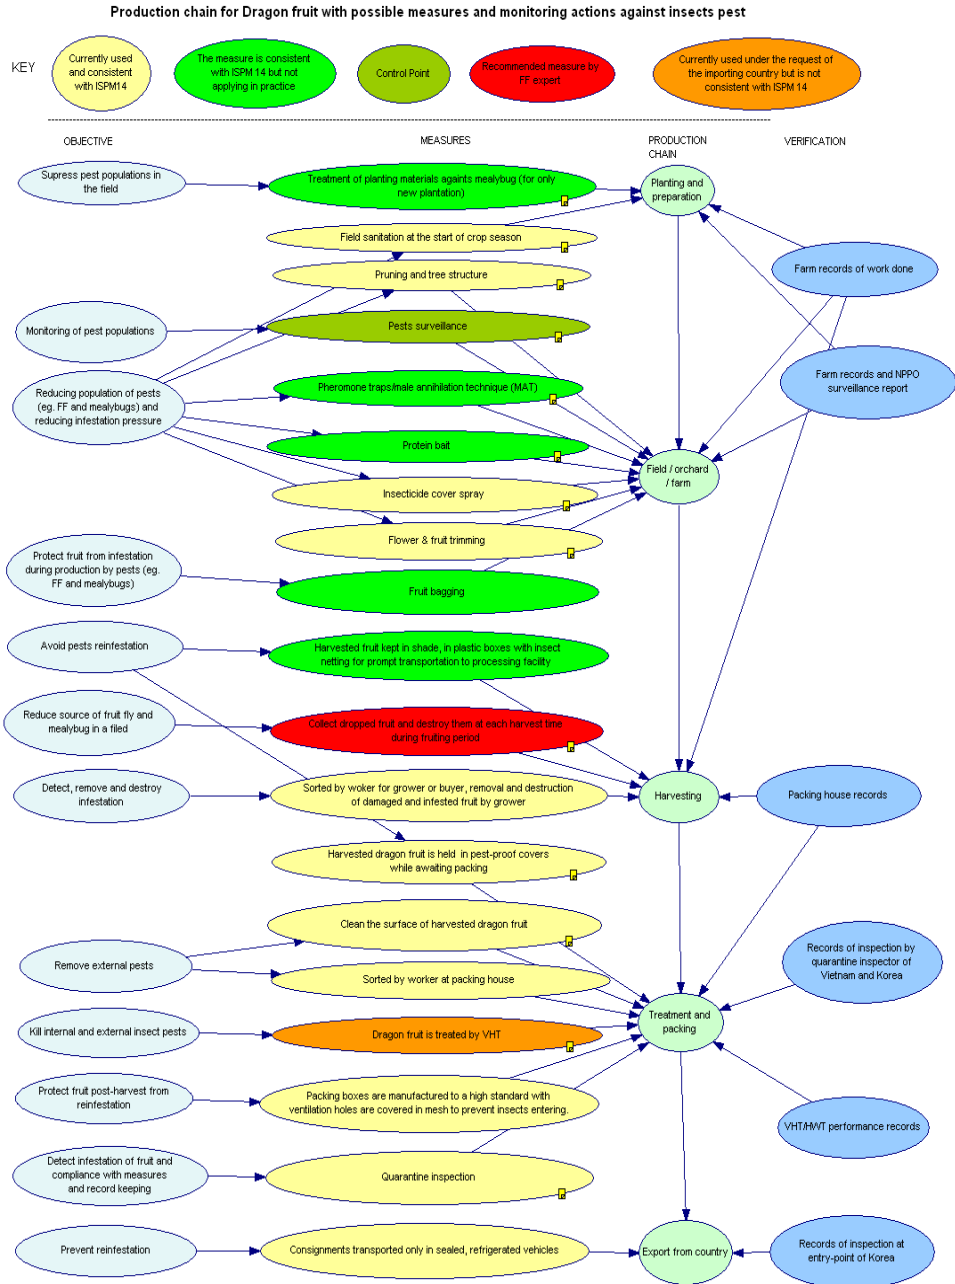 Production chain for Dragon fruit with possible measures and monitoring actions against insects pest
KEY
Currently used
and consistent
with ISPM14
The measure is consistent
with ISPM 14 but not
applying in practice
Control Point
Recommended measure by
FF expert
Currently used under the request of
the importing country but is not
consistent with ISPM 14
OBJECTIVE
MEASURES
PRODUCTION
CHAIN
VERIFICATION
Supress pest populations in
the field
Treatment of planting materials againts mealybug (for only
new plantation)
Planting and
preparation
Field sanitation at the start of crop season
Farm records of work done
Pruning and tree structure
Monitoring of pest populations
Pests surveillance
Farm records and NPPO
surveillance report
Reducing population of pests
(eg. FF and mealybugs) and
reducing infestation pressure
Pheromone traps/male annihilation technique (MAT)
Protein bait
Field / orchard
/ farm
Insecticide cover spray
Flower & fruit trimming
Protect fruit from infestation
during production by pests (eg.
FF and mealybugs)
Fruit bagging
Avoid pests reinfestation
Harvested fruit kept in shade, in plastic boxes with insect
netting for prompt transportation to processing facility
Reduce source of fruit fly and
mealybug in a filed
Collect dropped fruit and destroy them at each harvest time
during fruiting period
Detect, remove and destroy
infestation
Sorted by woker for grower or buyer, removal and destruction
of damaged and infested fruit by grower
Harvesting
Packing house records
Harvested dragon fruit is held in pest-proof covers
while awaiting packing
Clean the surface of harvested dragon fruit
Remove external pests
Sorted by worker at packing house
Records of inspection by
quarantine inspector of
Vietnam and Korea
Kill internal and external insect pests
Dragon fruit is treated by VHT
Treatment and
packing
Protect fruit post-harvest from
reinfestation
Packing boxes are manufactured to a high standard with
ventilation holes are covered in mesh to prevent insects entering.
VHT/HWT performance records
Detect infestation of fruit and
compliance with measures
and record keeping
Quarantine inspection
Prevent reinfestation
Consignments transported only in sealed, refrigerated vehicles
Export from country
Records of inspection at
entry-point of Korea